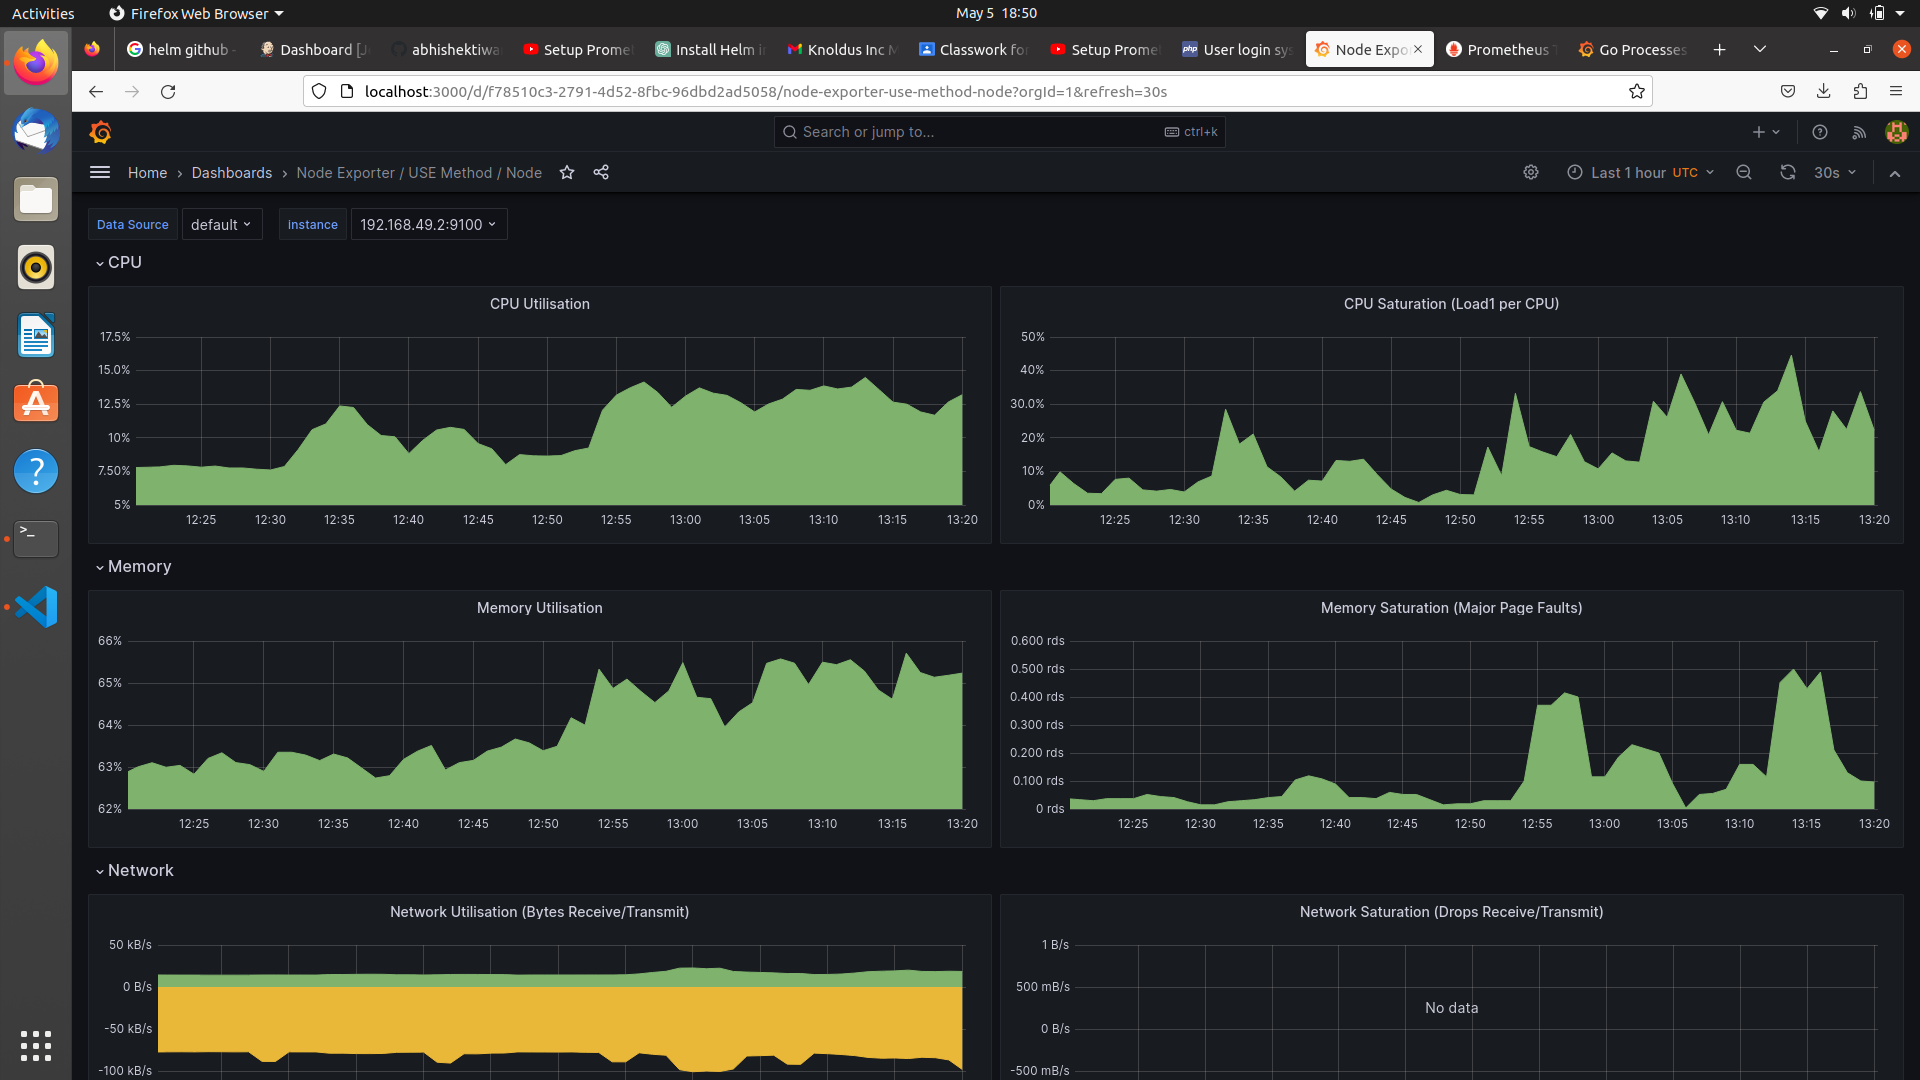 Activities Firefox Web Browser May 5 18:50
helm github - Dashboard [Je abhishektiwa Setup Promet Install Helm i Knoldus Inc M Classwork for Setup Prome User login sys Node Expo Prometheus Go Processes
localhost:3000/d/f78510c3-2791-4d52-8fbc-96dbd2ad5058/node-exporter-use-method-node?orgId=1&refresh=30s
Search or jump to... ctrl+k
Home › Dashboards › Node Exporter / USE Method / Node Last 1 hour UTC 30s
Data Source default instance 192.168.49.2:9100
CPU
CPU Utilisation
17.5%
15.0%
12.5%
10%
7.50%
5%
12:25 12:30 12:35 12:40 12:45 12:50 12:55 13:00 13:05 13:10 13:15 13:20
CPU Saturation (Load1 per CPU)
50%
40%
30.0%
20%
10%
0%
12:25 12:30 12:35 12:40 12:45 12:50 12:55 13:00 13:05 13:10 13:15 13:20
Memory
Memory Utilisation
66%
65%
64%
63%
62%
12:25 12:30 12:35 12:40 12:45 12:50 12:55 13:00 13:05 13:10 13:15 13:20
Memory Saturation (Major Page Faults)
0.600 rds
0.500 rds
0.400 rds
0.300 rds
0.200 rds
0.100 rds
0 rds
12:25 12:30 12:35 12:40 12:45 12:50 12:55 13:00 13:05 13:10 13:15 13:20
Network
Network Utilisation (Bytes Receive/Transmit)
50 kB/s
0 B/s
-50 kB/s
-100 kB/s
Network Saturation (Drops Receive/Transmit)
1 B/s
500 mB/s
0 B/s
-500 mB/s
No data